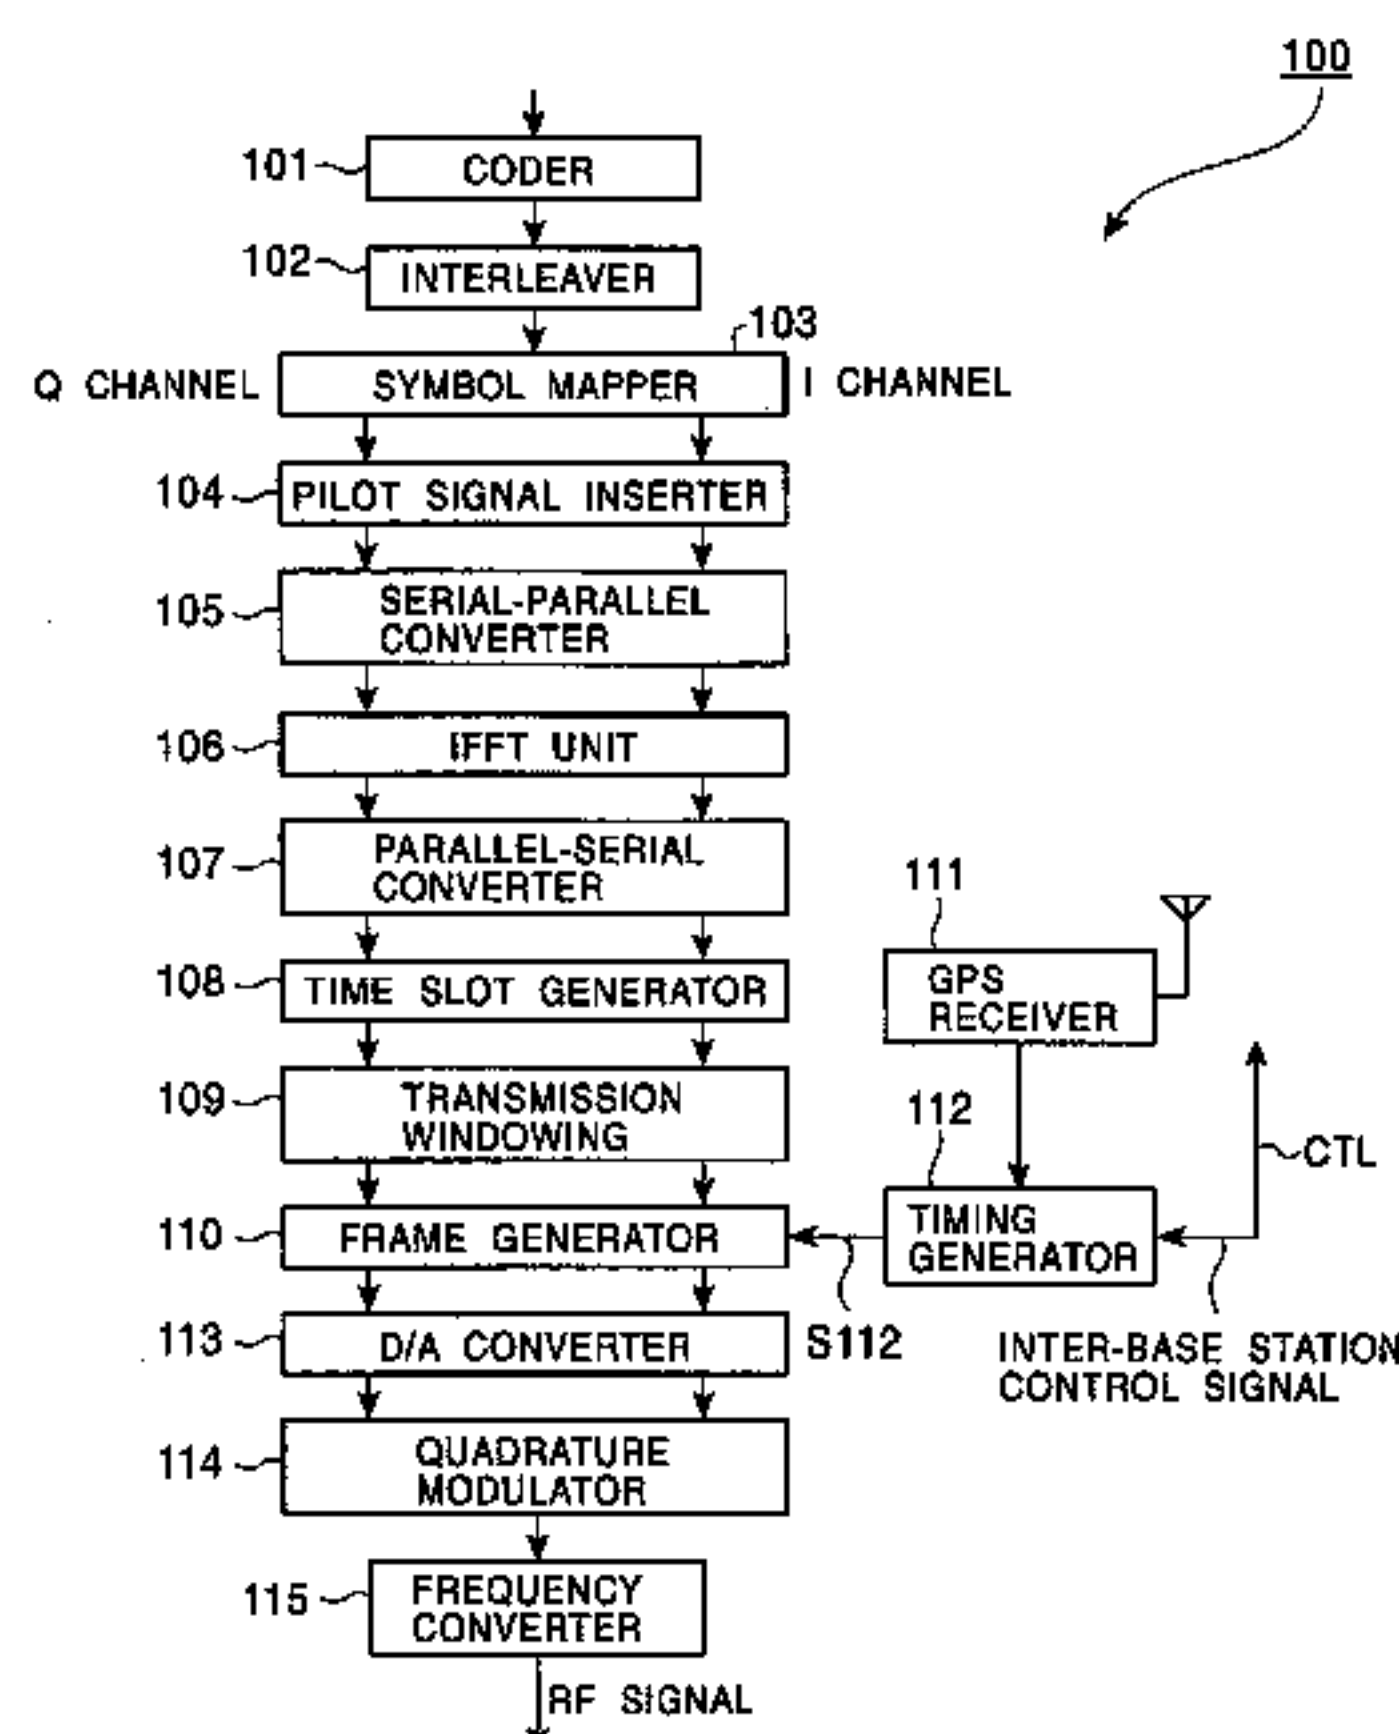 100
101
CODER
102
INTERLEAVER
103
Q CHANNEL
SYMBOL MAPPER
I CHANNEL
104
PILOT SIGNAL INSERTER
105
SERIAL-PARALLEL
CONVERTER
106
IFFT UNIT
107
PARALLEL-SERIAL
CONVERTER
111
GPS
RECEIVER
108
TIME SLOT GENERATOR
109
TRANSMISSION
WINDOWING
112
CTL
110
FRAME GENERATOR
TIMING
GENERATOR
113
D/A CONVERTER
S112
INTER-BASE STATION
CONTROL SIGNAL
114
QUADRATURE
MODULATOR
115
FREQUENCY
CONVERTER
RF SIGNAL